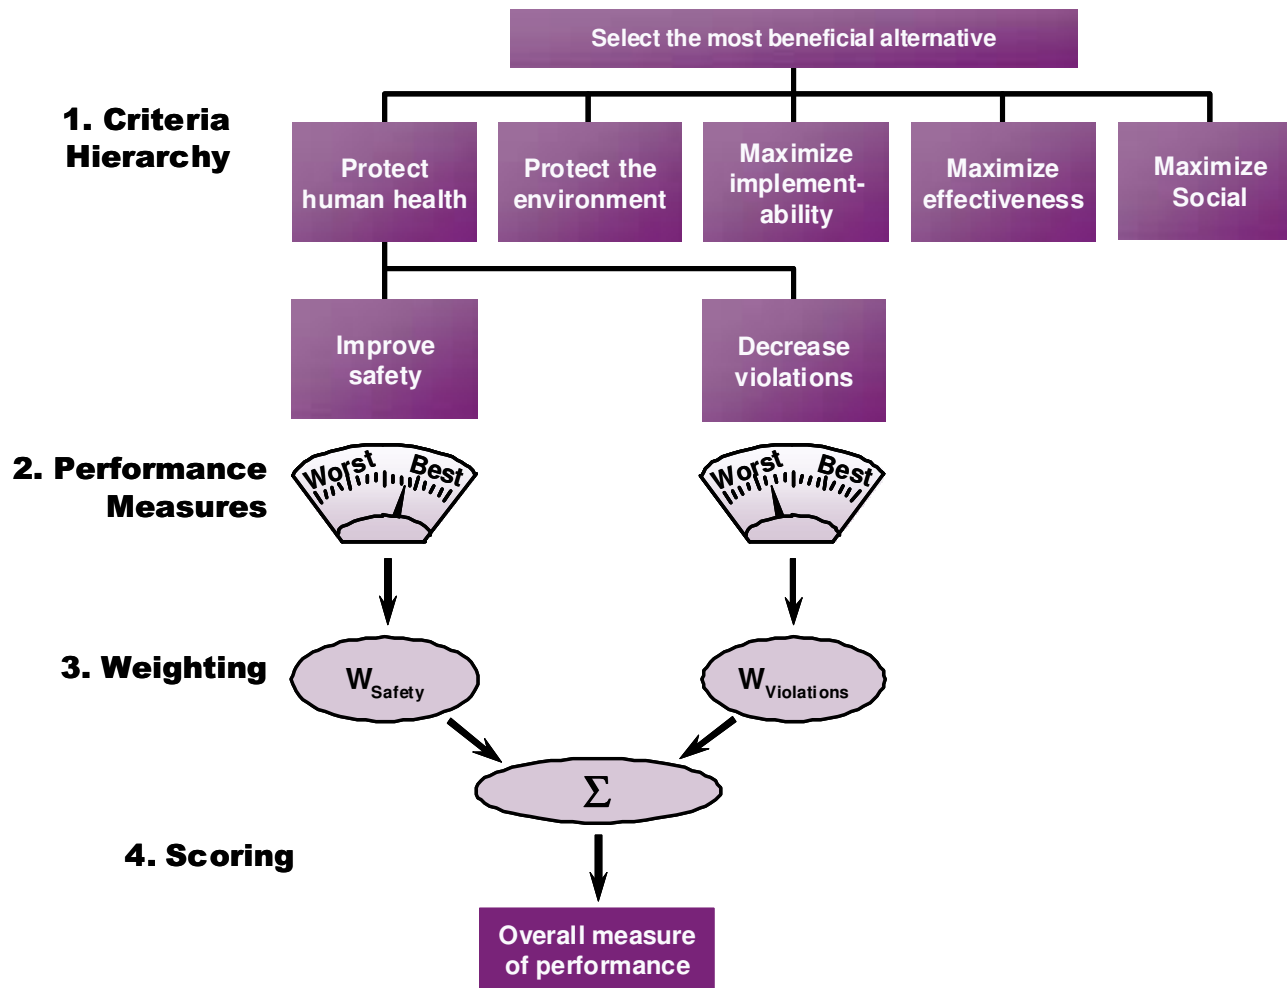 Select the most beneficial alternative
1. Criteria
Hierarchy
Protect
human health
Protect the
environment
Maximize
implement-
ability
Maximize
effectiveness
Maximize
Social
Improve
safety
Decrease
violations
2. Performance
Measures
Worst Best
Worst Best
3. Weighting
W Safety
W Violations
Σ
4. Scoring
Overall measure
of performance